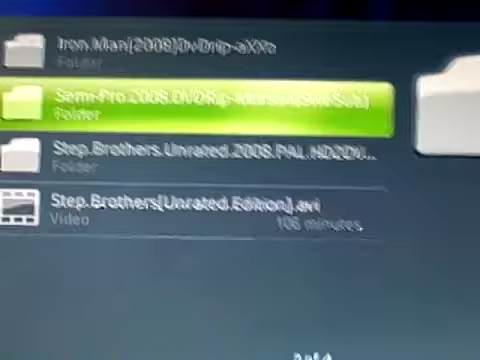 Iron.Man[2008]DvDrip-aXXo
Folder
Semi-Pro.2008.DVDRip
Folder
Step.Brothers.Unrated.2008.PAL.HD2DV...
Folder
Step.Brothers[Unrated.Edition].avi
Video
106 minutes